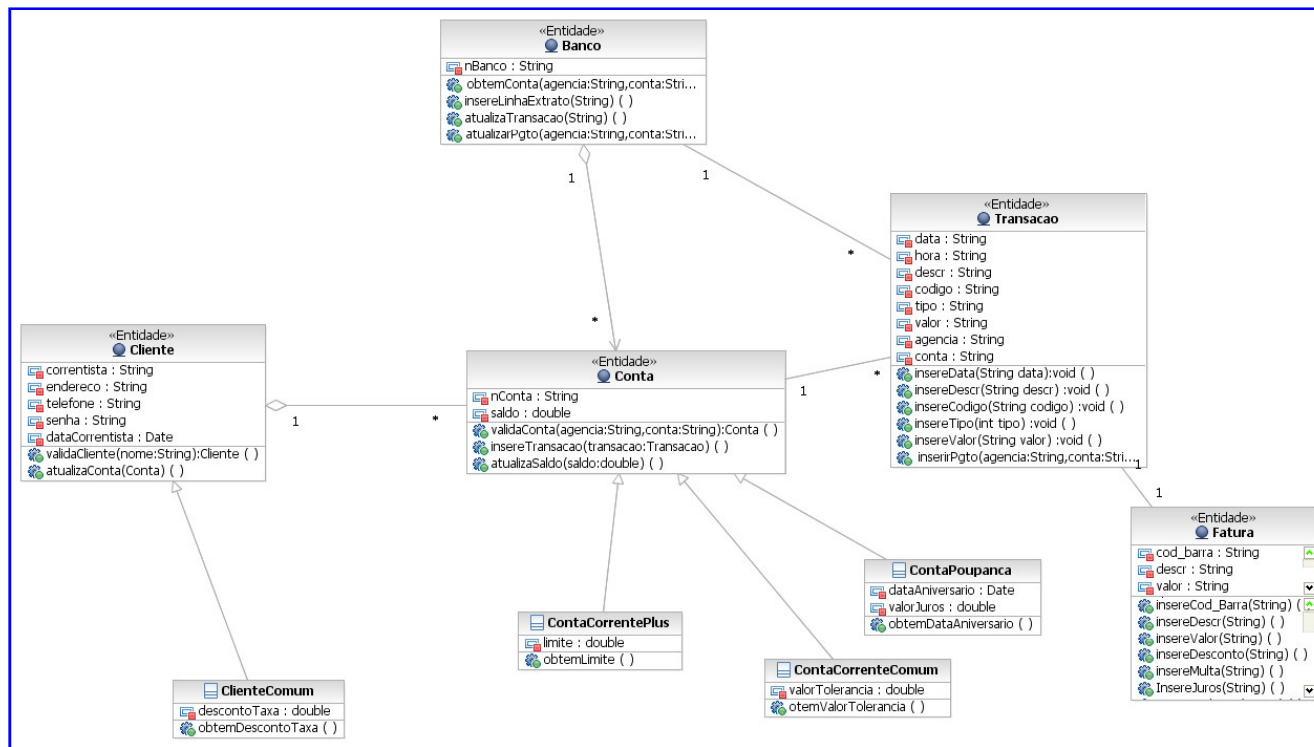 «Entidade»
Banco
nBanco : String
obtemConta(agencia:String,conta:Stri...
insereLinhaExtrato(String) ( )
atualizaTransacao(String) ( )
atualizarPgto(agencia:String,conta:Stri...
1
1
*
*
«Entidade»
Transacao
data : String
hora : String
descr : String
codigo : String
tipo : String
valor : String
agencia : String
conta : String
insereData(String data):void ( )
insereDescr(String descr) :void ( )
insereCodigo(String codigo) :void ( )
insereTipo(int tipo) :void ( )
insereValor(String valor) :void ( )
inserirPgto(agencia:String,conta:Stri...
«Entidade»
Cliente
correntista : String
endereco : String
telefone : String
senha : String
dataCorrentista : Date
validaCliente(nome:String):Cliente ( )
atualizaConta(Conta) ( )
1
*
«Entidade»
Conta
nConta : String
saldo : double
validaConta(agencia:String,conta:String):Conta ( )
insereTransacao(transacao:Transacao)
atualizaSaldo(saldo:double) ( )
1
*
1
1
«Entidade»
Fatura
cod_barra : String
descr : String
valor : String
insereCod_Barra(String) (
insereDescr(String) ( )
insereValor(String) ( )
insereDesconto(String) ( )
insereMulta(String) ( )
InsereJuros(String) ( )
ContaPoupanca
dataAniversario : Date
valorJuros : double
obtemDataAniversario ( )
ContaCorrentePlus
limite : double
obtemLimite ( )
ContaCorrenteComum
valorTolerancia : double
otemValorTolerancia ( )
ClienteComum
descontoTaxa : double
obtemDescontoTaxa ( )